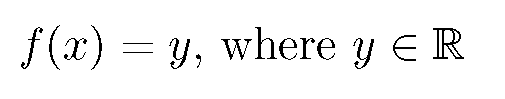 f(x) = y, where y ∈ ℝ